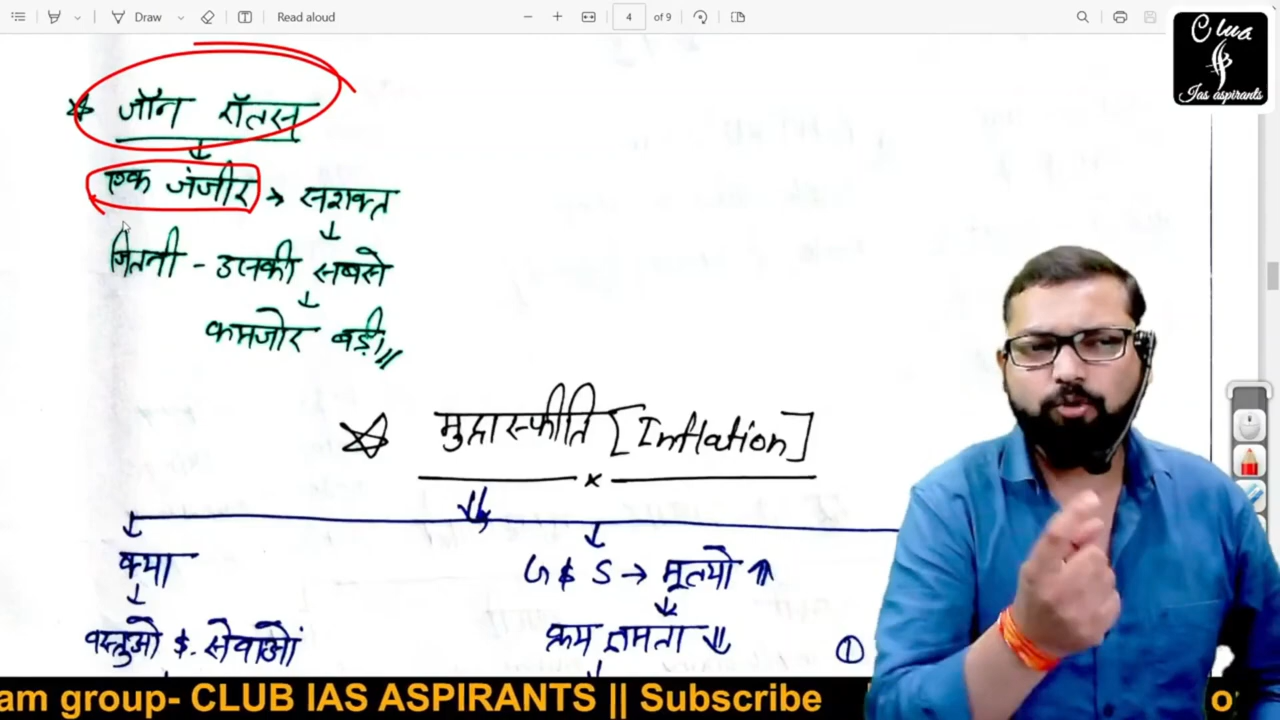 Draw
Read aloud
4 of 9
Club
Ias aspirants
जॉन रॉलस
एक जंजीर → सशक्त
जितनी - उसकी सबसे
कमजोर कड़ी
मुद्रास्फीति [Inflation]
क्या
G & S → मूल्यो ⇑
वस्तुओ & सेवाओं
क्रय क्षमता ⇓
①
am group- CLUB IAS ASPIRANTS || Subscribe
o